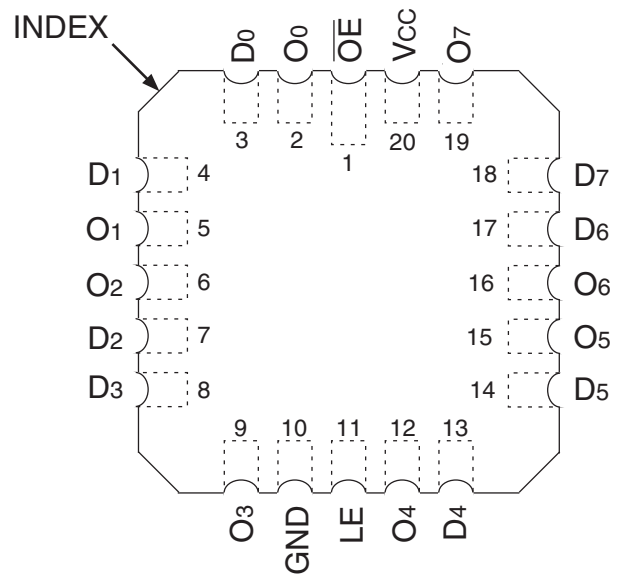 INDEX
D0 O0 O̅E̅ VCC O7
3 2 1 20 19
D1 4 18 D7
O1 5 17 D6
O2 6 16 O6
D2 7 15 O5
D3 8 14 D5
9 10 11 12 13
O3 GND LE O4 D4